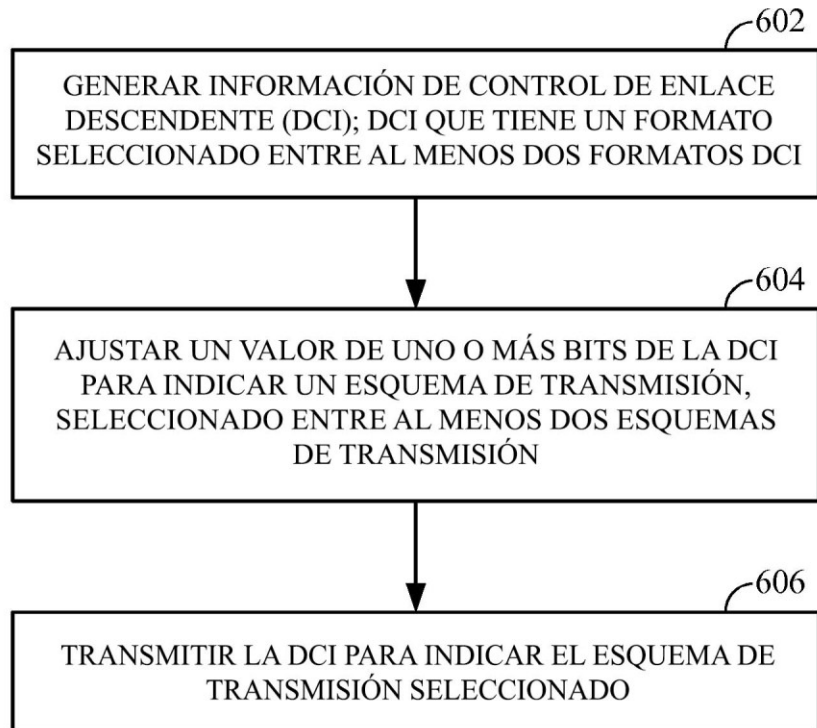 602
GENERAR INFORMACIÓN DE CONTROL DE ENLACE
DESCENDENTE (DCI); DCI QUE TIENE UN FORMATO
SELECCIONADO ENTRE AL MENOS DOS FORMATOS DCI
604
AJUSTAR UN VALOR DE UNO O MÁS BITS DE LA DCI
PARA INDICAR UN ESQUEMA DE TRANSMISIÓN,
SELECCIONADO ENTRE AL MENOS DOS ESQUEMAS
DE TRANSMISIÓN
606
TRANSMITIR LA DCI PARA INDICAR EL ESQUEMA DE
TRANSMISIÓN SELECCIONADO